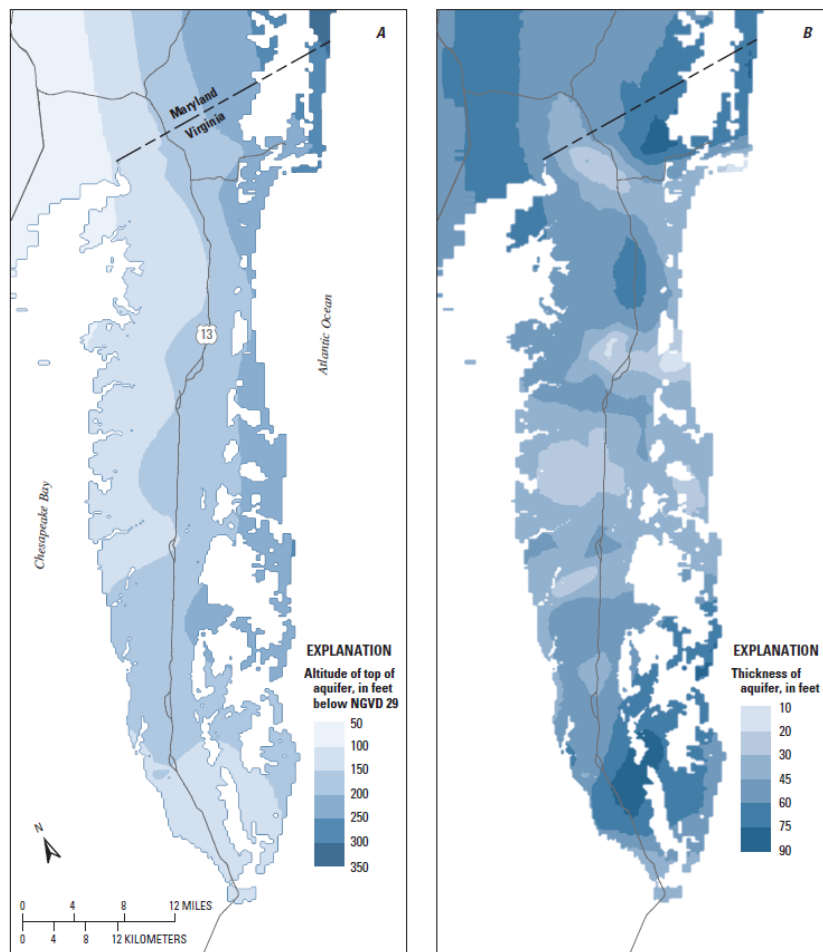 A
Maryland
Virginia
13
Atlantic Ocean
Chesapeake Bay
EXPLANATION
Altitude of top of
aquifer, in feet
below NGVD 29
50
100
150
200
250
300
350
N
0 4 8 12 MILES
0 4 8 12 KILOMETERS
B
EXPLANATION
Thickness of
aquifer, in feet
10
20
30
45
60
75
90